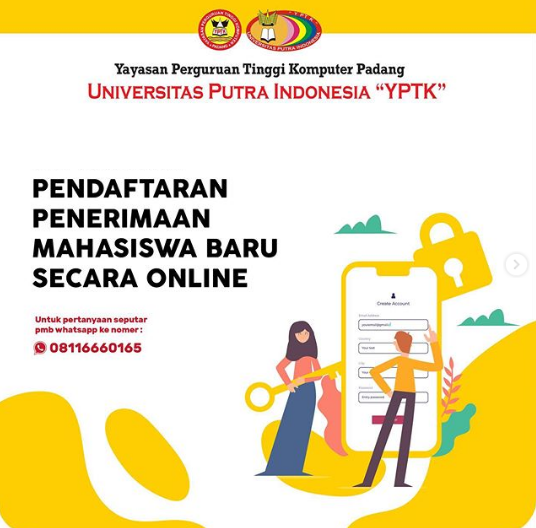 Yayasan Perguruan Tinggi Komputer Padang
UNIVERSITAS PUTRA INDONESIA “YPTK”
PENDAFTARAN
PENERIMAAN
MAHASISWA BARU
SECARA ONLINE
Untuk pertanyaan seputar
pmb whatsapp ke nomer :
08116660165
Create Account